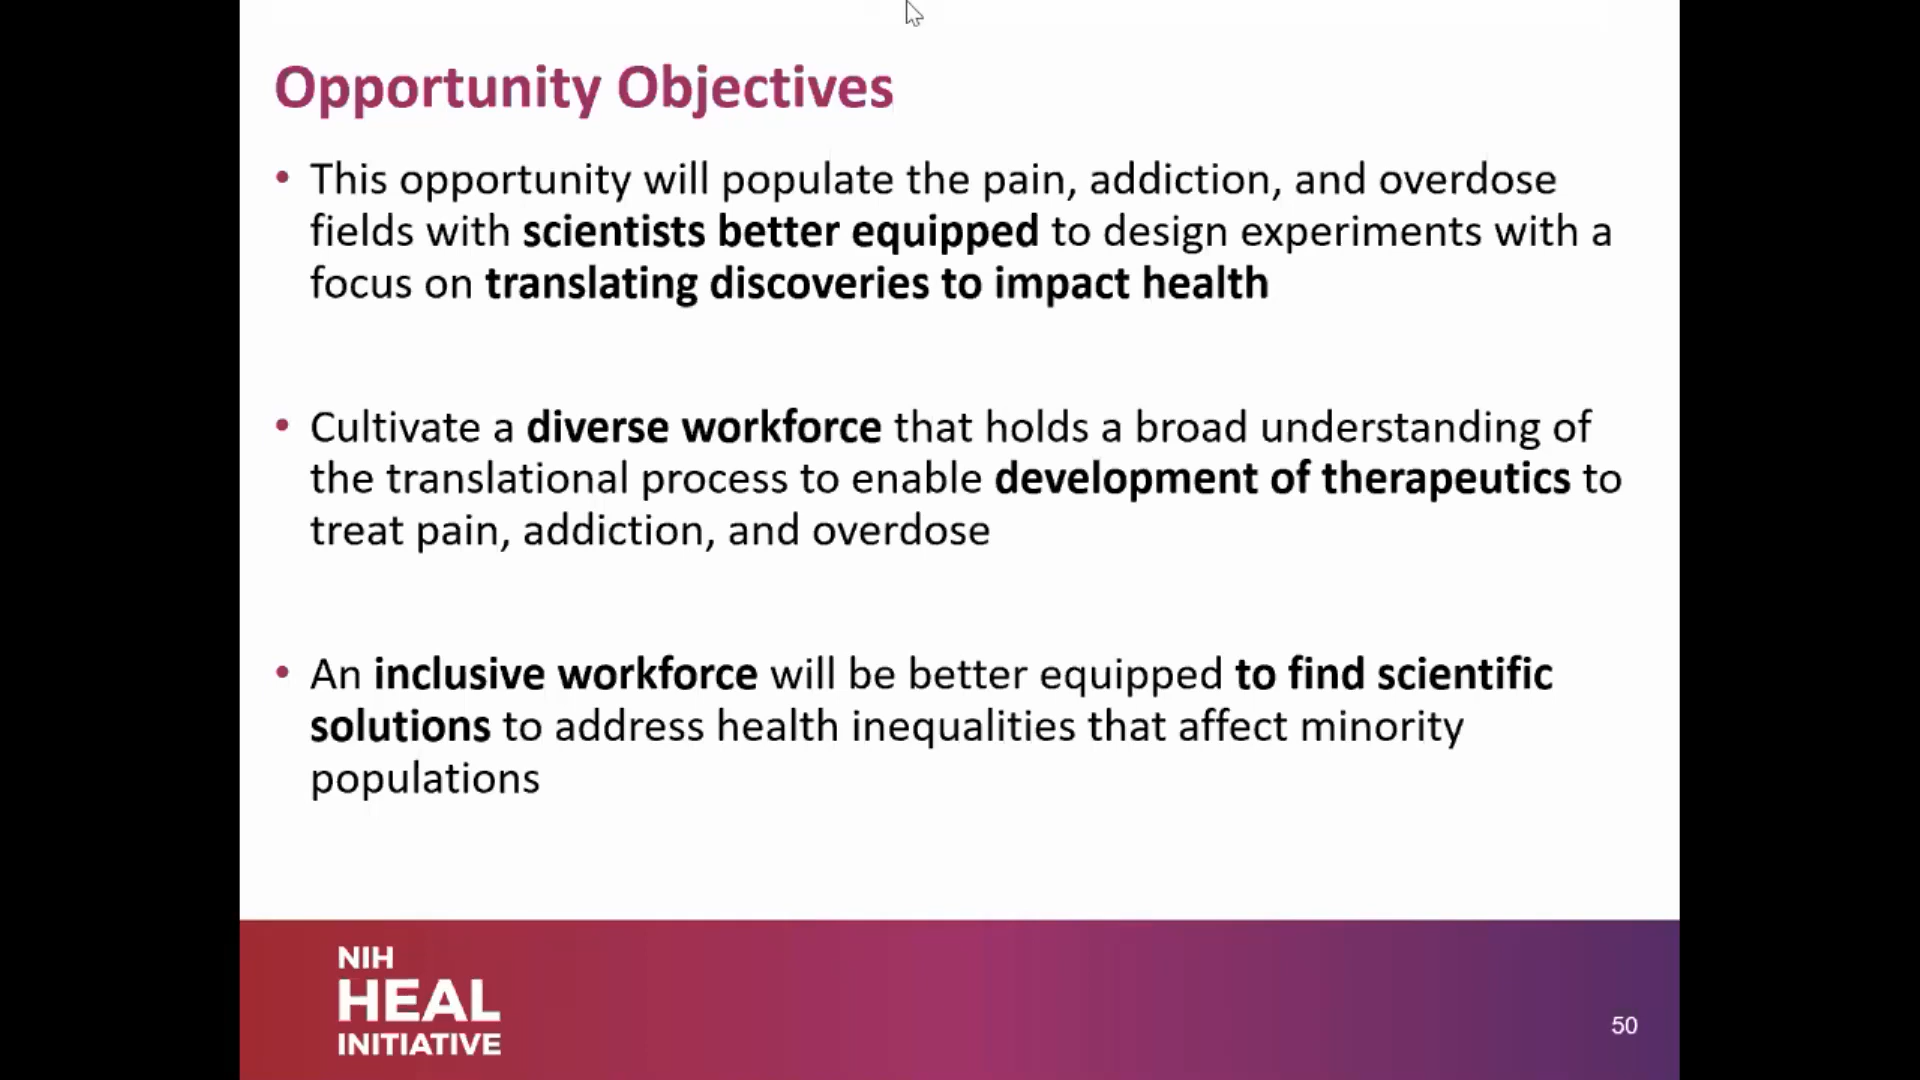 Opportunity Objectives
• This opportunity will populate the pain, addiction, and overdose
fields with scientists better equipped to design experiments with a
focus on translating discoveries to impact health
• Cultivate a diverse workforce that holds a broad understanding of
the translational process to enable development of therapeutics to
treat pain, addiction, and overdose
• An inclusive workforce will be better equipped to find scientific
solutions to address health inequalities that affect minority
populations
NIH
HEAL
INITIATIVE
50